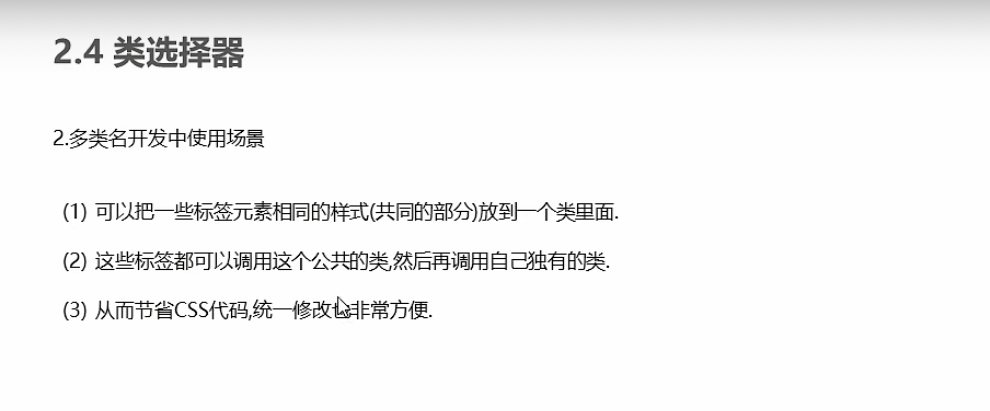 2.4 类选择器
2.多类名开发中使用场景
(1) 可以把一些标签元素相同的样式(共同的部分)放到一个类里面.
(2) 这些标签都可以调用这个公共的类,然后再调用自己独有的类.
(3) 从而节省CSS代码,统一修改也非常方便.